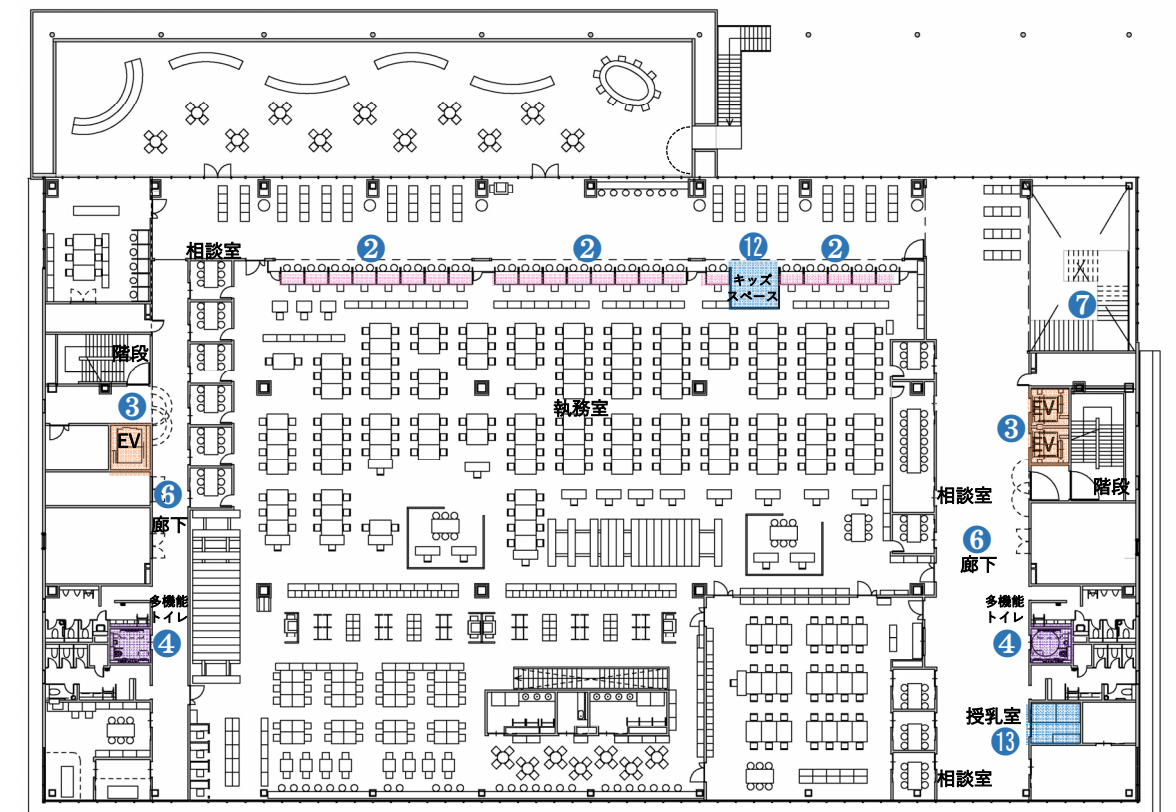 相談室
❷
❷
⓬
❷
キッズ
スペース
❼
階段
❸
EV
執務室
EV
EV
❸
階段
❻
廊下
相談室
❻
廊下
多機能
トイレ
❹
多機能
トイレ
❹
授乳室
⓭
相談室